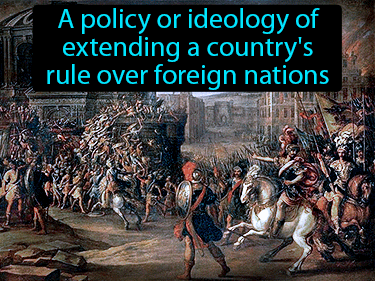 A policy or ideology of
extending a country's
rule over foreign nations